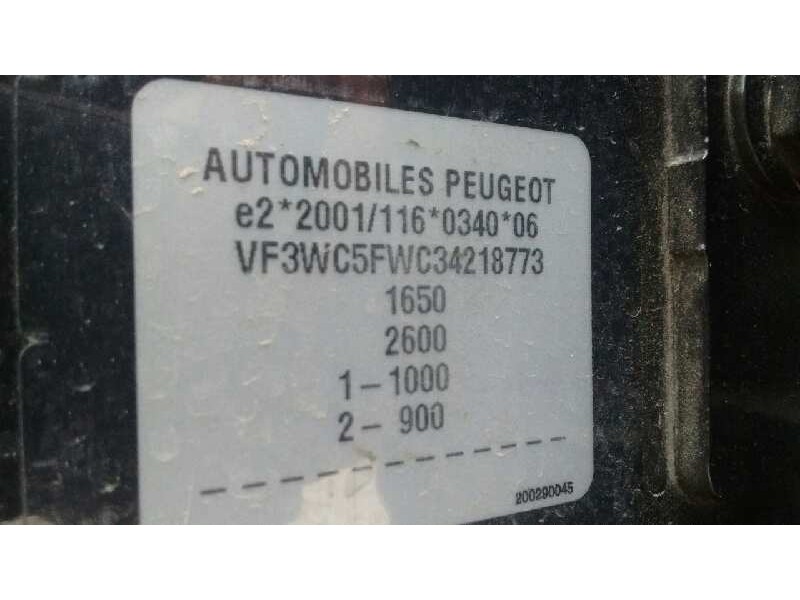 AUTOMOBILES PEUGEOT
e2*2001/116*0340*06
VF3WC5FWC34218773
1650
2600
1-1000
2-900
200290045